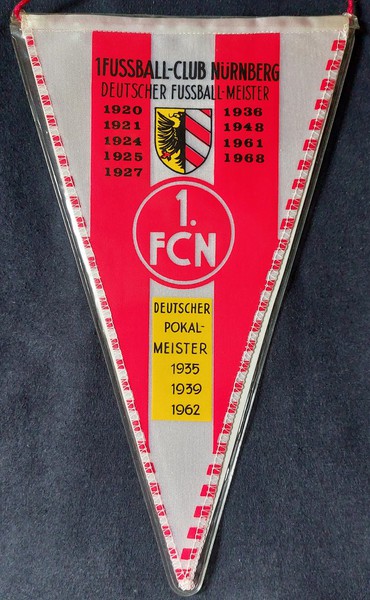 1 FUSSBALL-CLUB NÜRNBERG
DEUTSCHER FUSSBALL-MEISTER
1920 1936
1921 1948
1924 1961
1925 1968
1927
1.
FCN
DEUTSCHER
POKAL-
MEISTER
1935
1939
1962